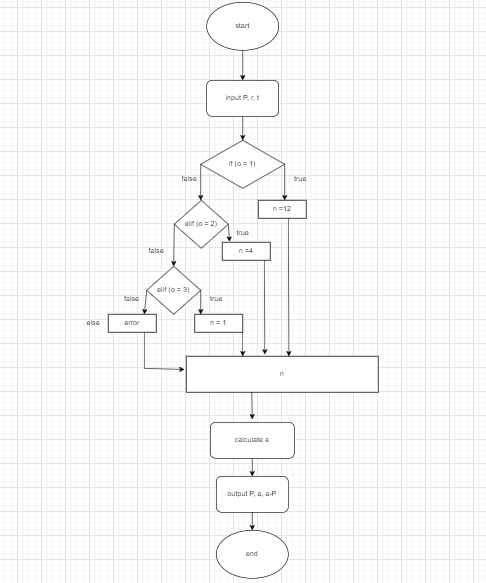 start
input P, r, t
if (o = 1)
false
true
n =12
elif (o = 2)
true
n =4
false
elif (o = 3)
false
true
else
error
n = 1
n
calculate a
output P, a, a-P
end